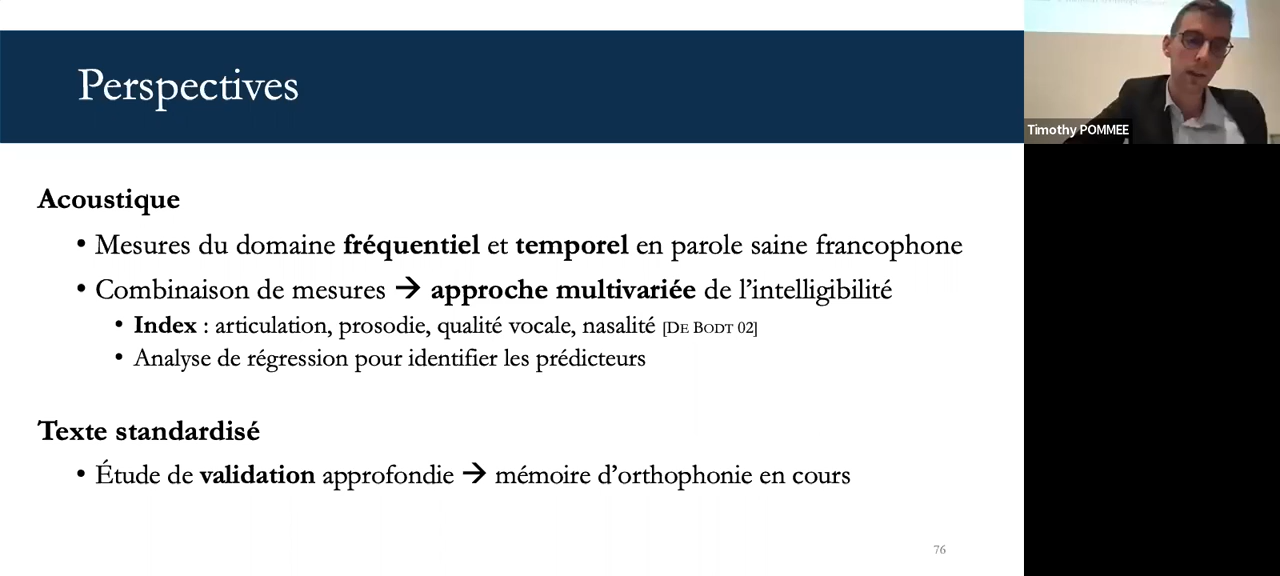 Perspectives
Timothy POMMEE
Acoustique
• Mesures du domaine fréquentiel et temporel en parole saine francophone
• Combinaison de mesures → approche multivariée de l'intelligibilité
• Index : articulation, prosodie, qualité vocale, nasalité [DE BODT 02]
• Analyse de régression pour identifier les prédicteurs
Texte standardisé
• Étude de validation approfondie → mémoire d'orthophonie en cours
76